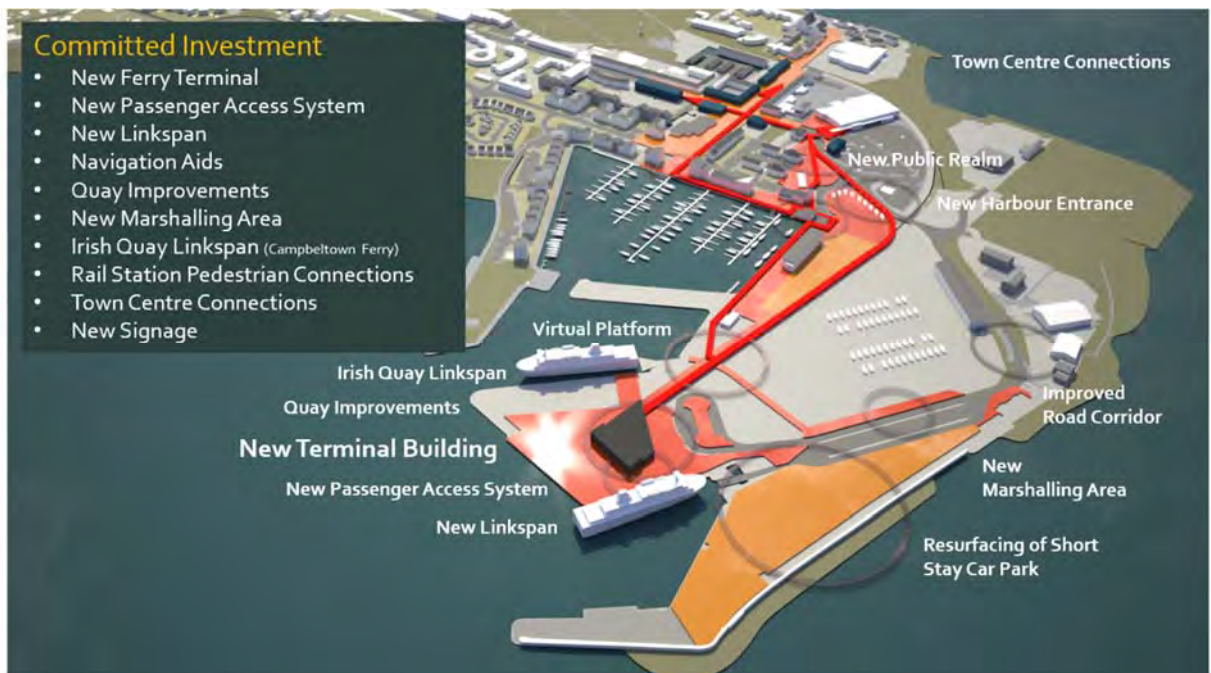 Committed Investment
• New Ferry Terminal
• New Passenger Access System
• New Linkspan
• Navigation Aids
• Quay Improvements
• New Marshalling Area
• Irish Quay Linkspan (Campbeltown Ferry)
• Rail Station Pedestrian Connections
• Town Centre Connections
• New Signage
Town Centre Connections
New Public Realm
New Harbour Entrance
Virtual Platform
Irish Quay Linkspan
Quay Improvements
Improved
Road Corridor
New Terminal Building
New Passenger Access System
New
Marshalling Area
New Linkspan
Resurfacing of Short
Stay Car Park